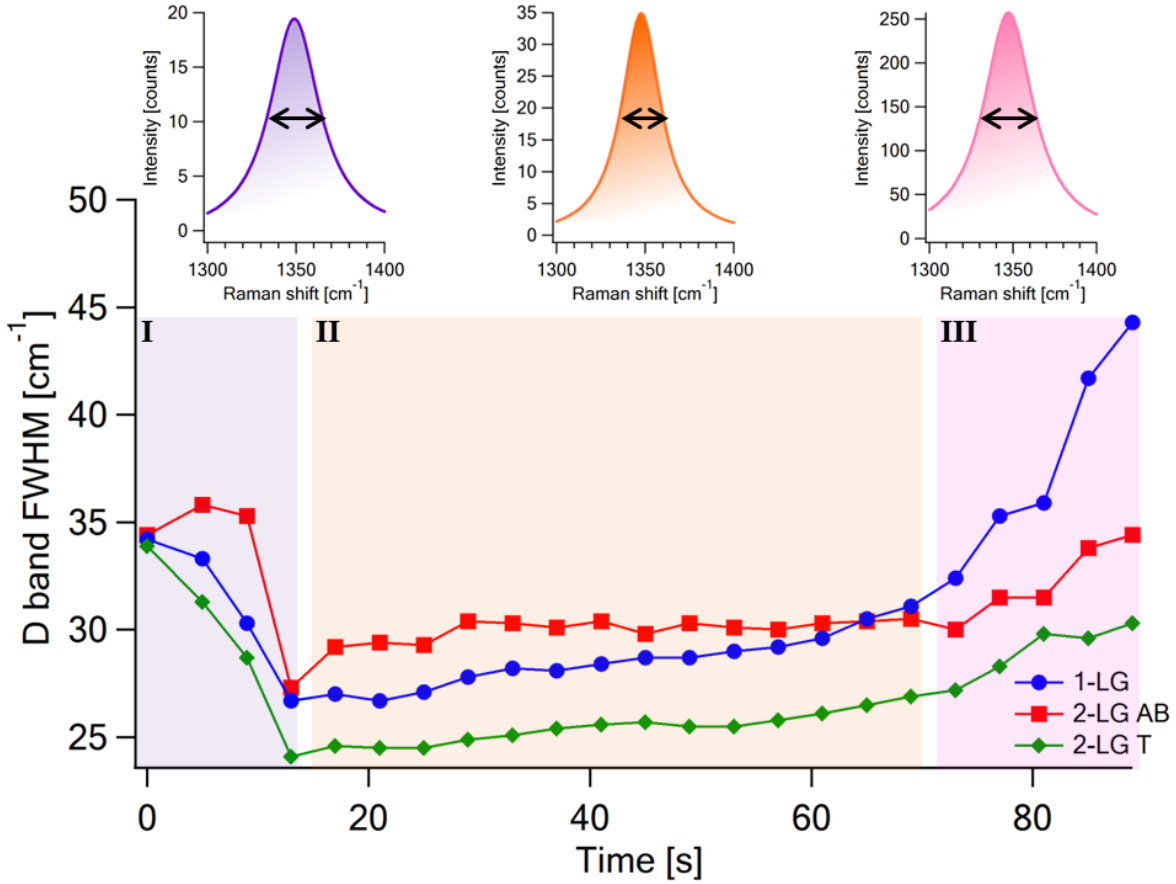 20
15
10
5
0
Intensity [counts]
1300
1350
1400
Raman shift [cm-1]
35
30
25
20
15
10
5
0
Intensity [counts]
1300
1350
1400
Raman shift [cm-1]
250
200
150
100
50
0
Intensity [counts]
1300
1350
1400
Raman shift [cm-1]
50
45
40
35
30
25
D band FWHM [cm-1]
I
II
III
1-LG
2-LG AB
2-LG T
0
20
40
60
80
Time [s]